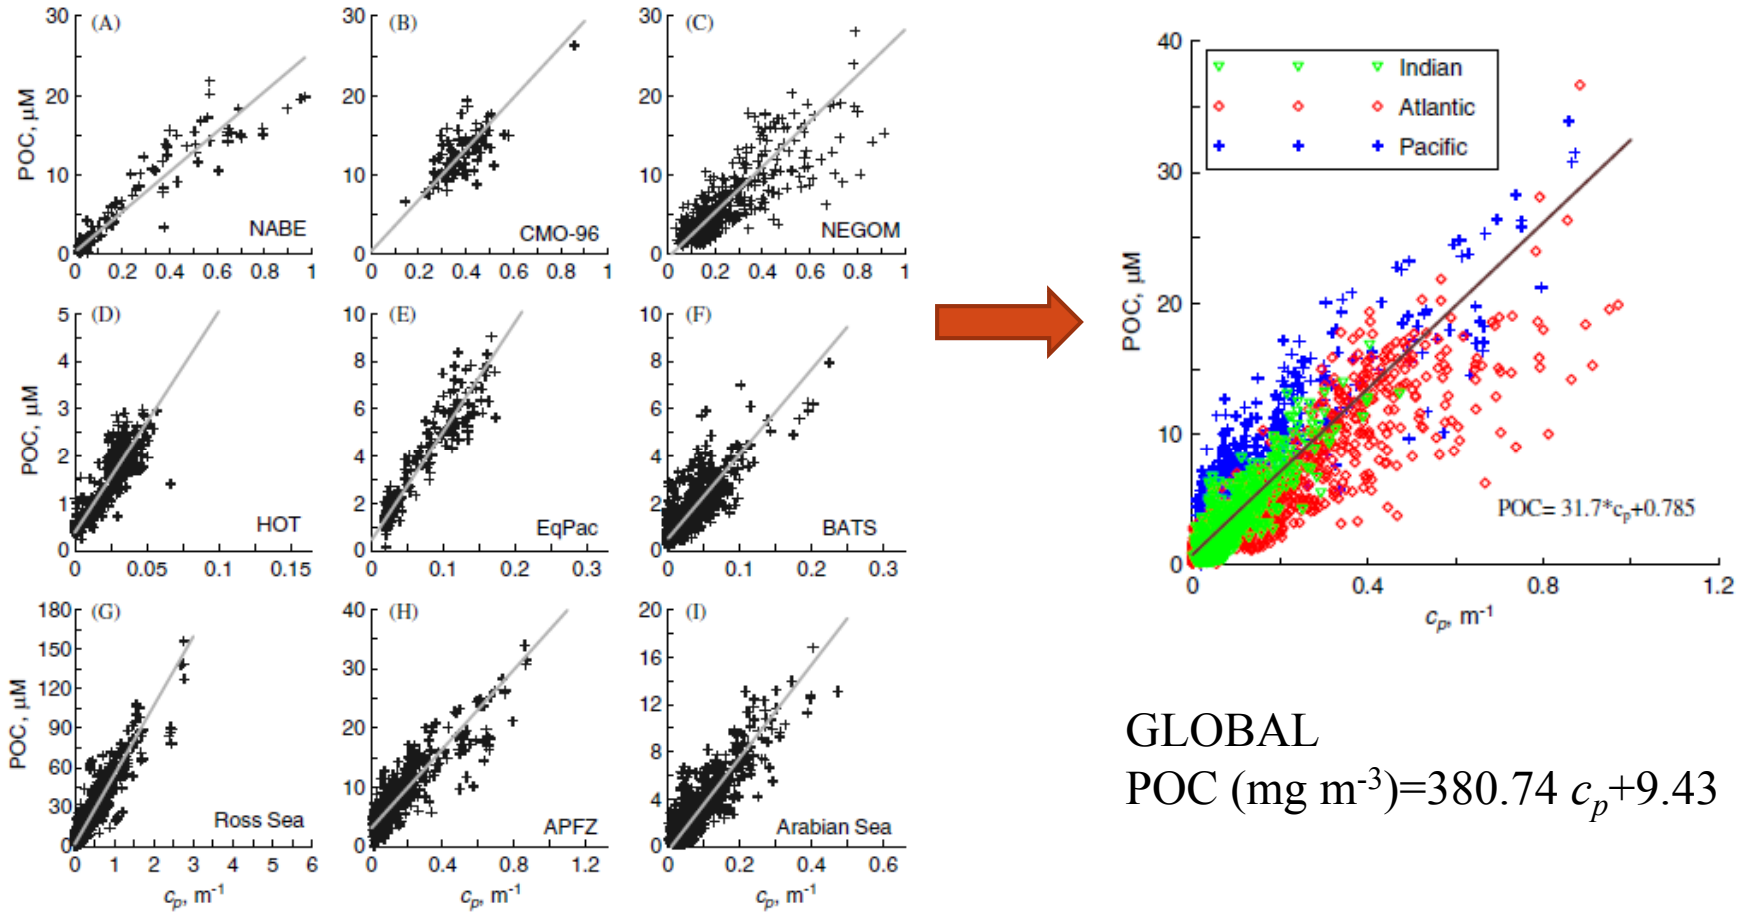 (A)
30
20
10
0
POC, μM
NABE
0 0.2 0.4 0.6 0.8 1
(B)
30
20
10
0
CMO-96
0 0.2 0.4 0.6 0.8 1
(C)
30
20
10
0
NEGOM
0 0.2 0.4 0.6 0.8 1
(D)
5
4
3
2
1
0
POC, μM
HOT
0 0.05 0.1 0.15
(E)
10
8
6
4
2
0
EqPac
0 0.1 0.2 0.3
(F)
10
8
6
4
2
0
BATS
0 0.1 0.2 0.3
(G)
180
150
120
90
60
30
0
POC, μM
Ross Sea
0 1 2 3 4 5 6
cp, m-1
(H)
40
30
20
10
0
APFZ
0 0.4 0.8 1.2
cp, m-1
(I)
20
16
12
8
4
0
Arabian Sea
0 0.2 0.4 0.6
cp, m-1
40
30
20
10
0
POC, μM
Indian
Atlantic
Pacific
POC= 31.7*cp+0.785
0 0.4 0.8 1.2
cp, m-1
GLOBAL
POC (mg m-3)=380.74 cp+9.43